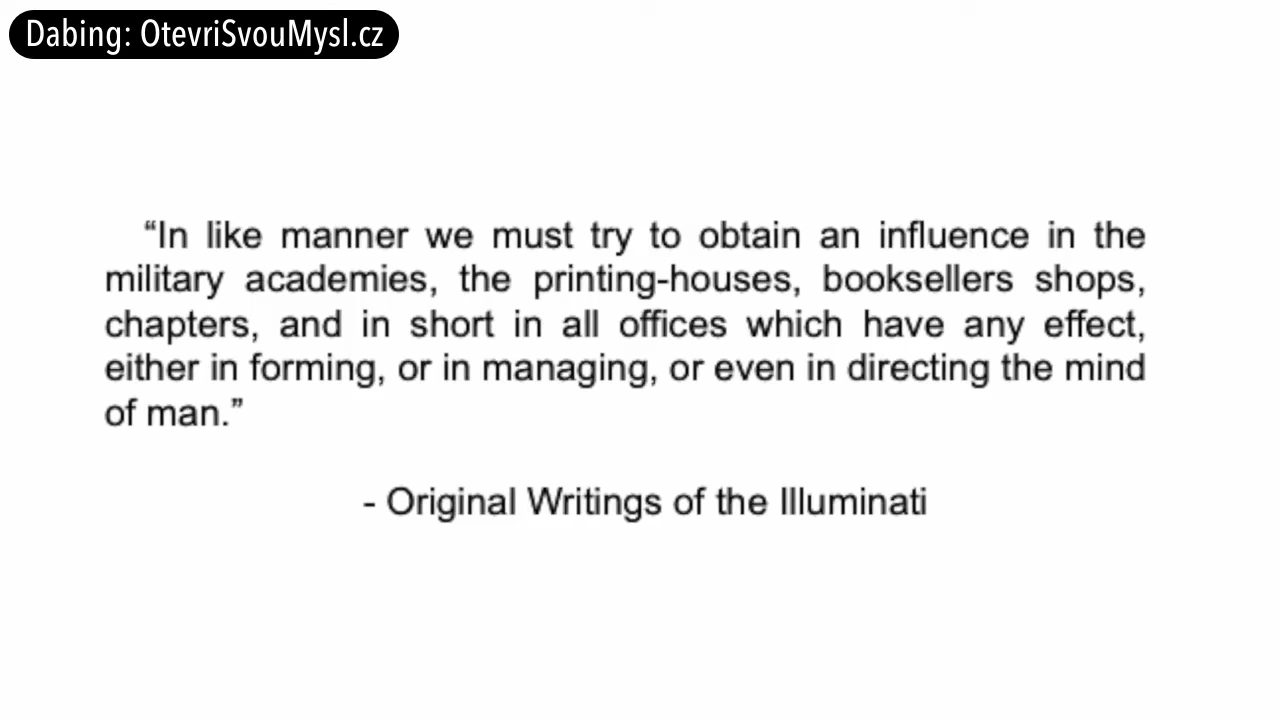 Dabing: OtevriSvouMysl.cz
“In like manner we must try to obtain an influence in the
military academies, the printing-houses, booksellers shops,
chapters, and in short in all offices which have any effect,
either in forming, or in managing, or even in directing the mind
of man.”
- Original Writings of the Illuminati